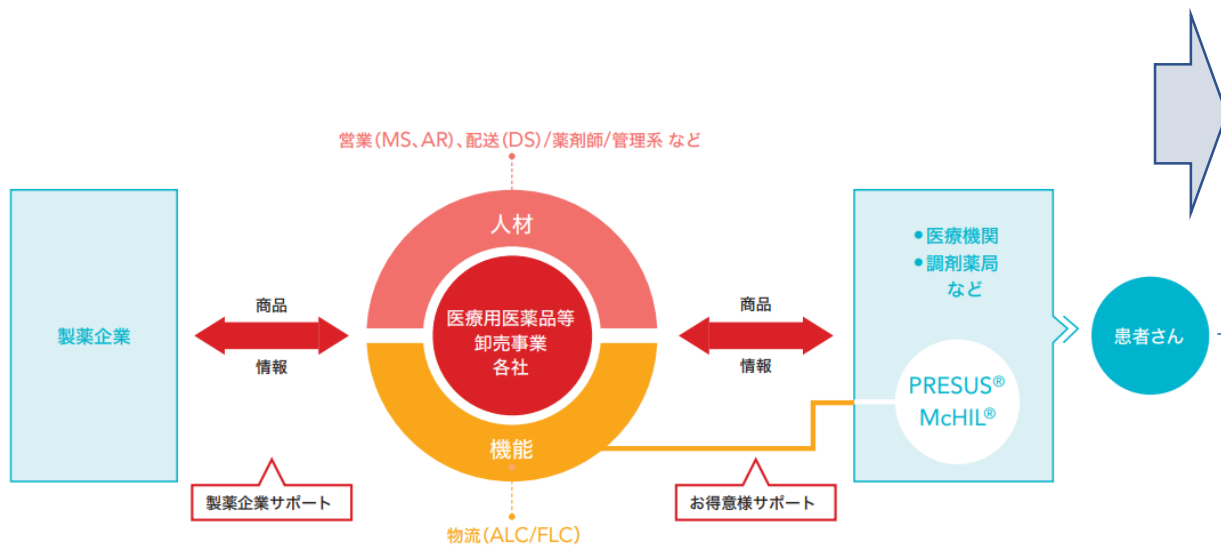 営業(MS、AR)、配送(DS)/薬剤師/管理系 など
人材
製薬企業
商品
情報
医療用医薬品等
卸売事業
各社
商品
情報
•医療機関
•調剤薬局
など
患者さん
PRESUS®
McHIL®
機能
製薬企業サポート
お得意様サポート
物流(ALC/FLC)